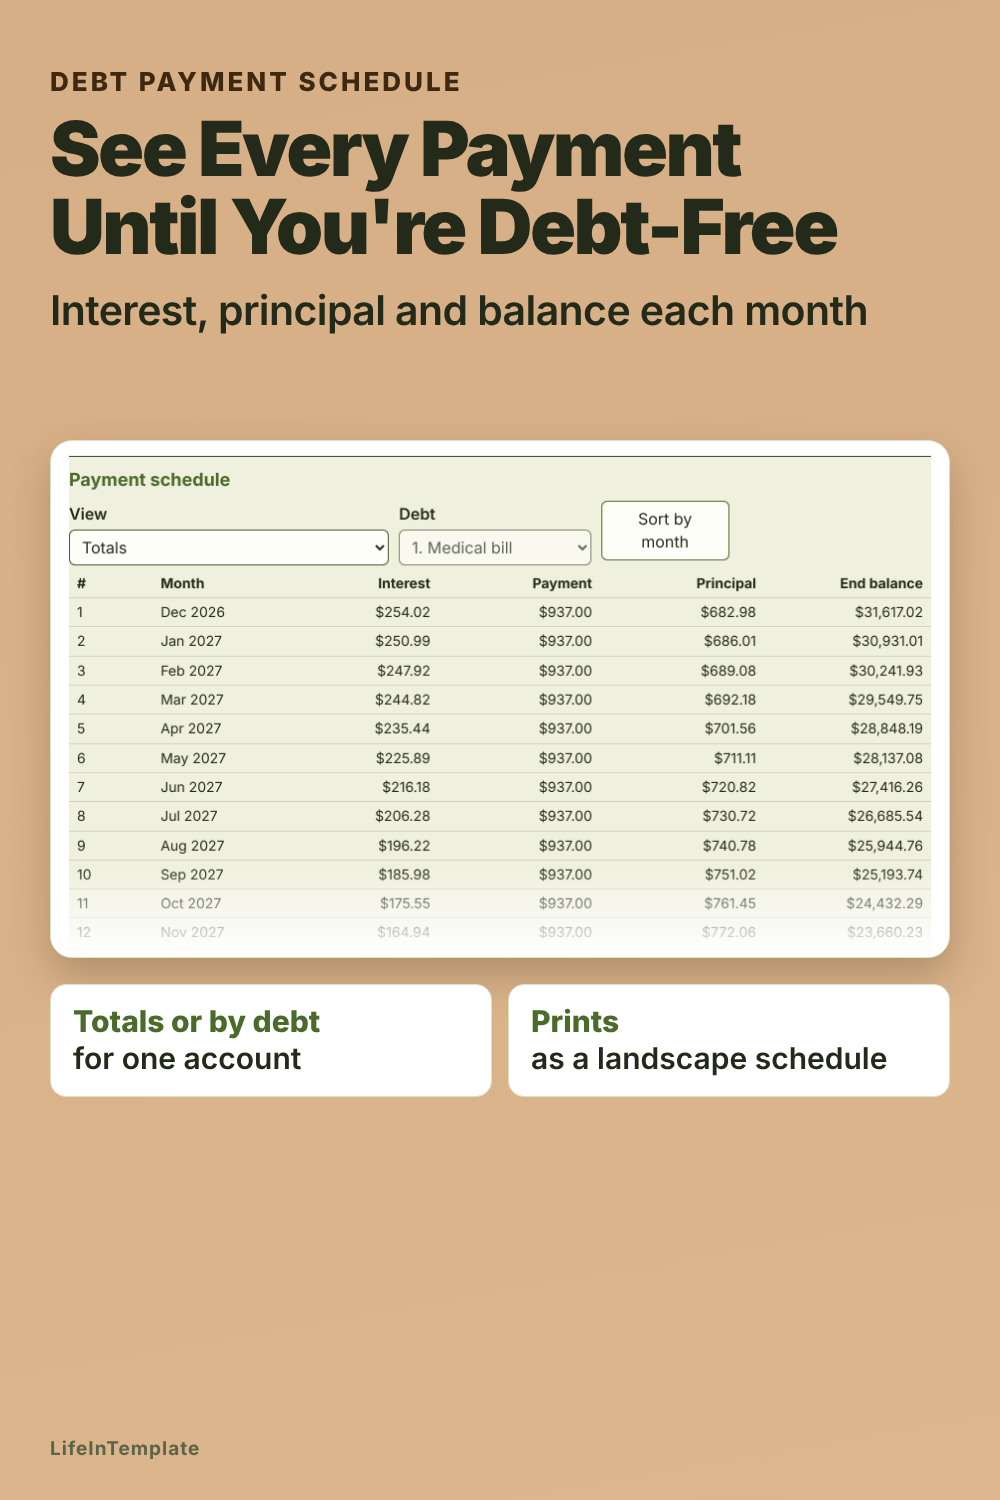 DEBT PAYMENT SCHEDULE
See Every Payment
Until You're Debt-Free
Interest, principal and balance each month
Payment schedule
View Debt Sort by
month
Totals 1. Medical bill
# Month Interest Payment Principal End balance
1 Dec 2026 $254.02 $937.00 $682.98 $31,617.02
2 Jan 2027 $250.99 $937.00 $686.01 $30,931.01
3 Feb 2027 $247.92 $937.00 $689.08 $30,241.93
4 Mar 2027 $244.82 $937.00 $692.18 $29,549.75
5 Apr 2027 $235.44 $937.00 $701.56 $28,848.19
6 May 2027 $225.89 $937.00 $711.11 $28,137.08
7 Jun 2027 $216.18 $937.00 $720.82 $27,416.26
8 Jul 2027 $206.28 $937.00 $730.72 $26,685.54
9 Aug 2027 $196.22 $937.00 $740.78 $25,944.76
10 Sep 2027 $185.98 $937.00 $751.02 $25,193.74
11 Oct 2027 $175.55 $937.00 $761.45 $24,432.29
12 Nov 2027 $164.94 $937.00 $772.06 $23,660.23
Totals or by debt
for one account
Prints
as a landscape schedule
LifeInTemplate